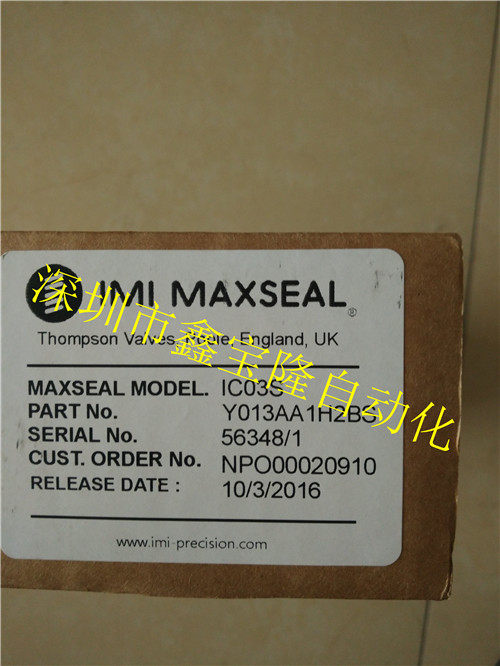 IMI MAXSEAL®
Thompson Valves, Poole, England, UK
MAXSEAL MODEL. IC03S
PART No. Y013AA1H2BS
SERIAL No. 56348/1
CUST. ORDER No. NPO00020910
RELEASE DATE : 10/3/2016
www.imi-precision.com
深圳市鑫宝隆自动化